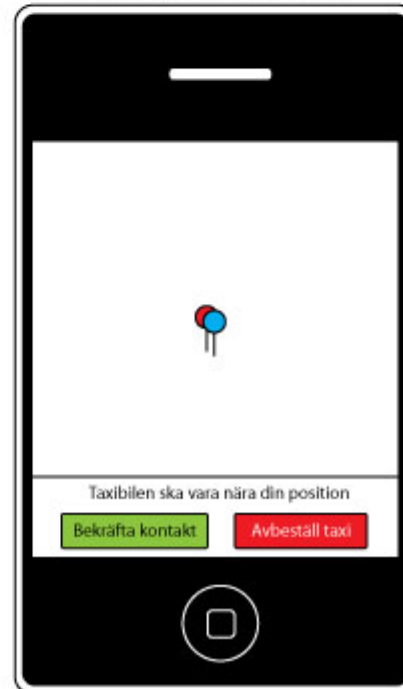 Taxibilen ska vara nära din position
Bekräfta kontakt
Avbeställ taxi